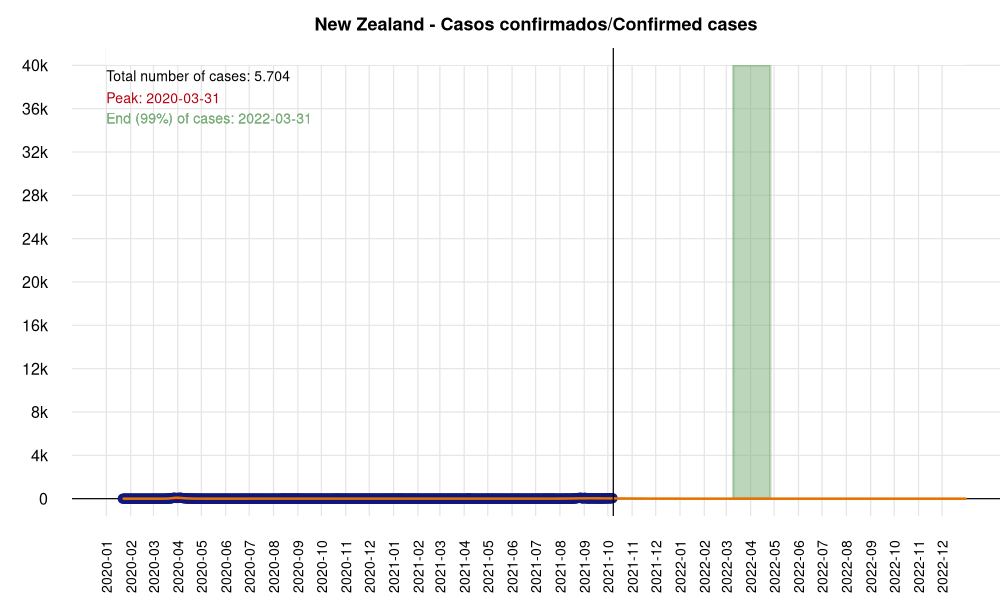 New Zealand - Casos confirmados/Confirmed cases
Total number of cases: 5.704
Peak: 2020-03-31
End (99%) of cases: 2022-03-31
40k
36k
32k
28k
24k
20k
16k
12k
8k
4k
0
2020-01
2020-02
2020-03
2020-04
2020-05
2020-06
2020-07
2020-08
2020-09
2020-10
2020-11
2020-12
2021-01
2021-02
2021-03
2021-04
2021-05
2021-06
2021-07
2021-08
2021-09
2021-10
2021-11
2021-12
2022-01
2022-02
2022-03
2022-04
2022-05
2022-06
2022-07
2022-08
2022-09
2022-10
2022-11
2022-12